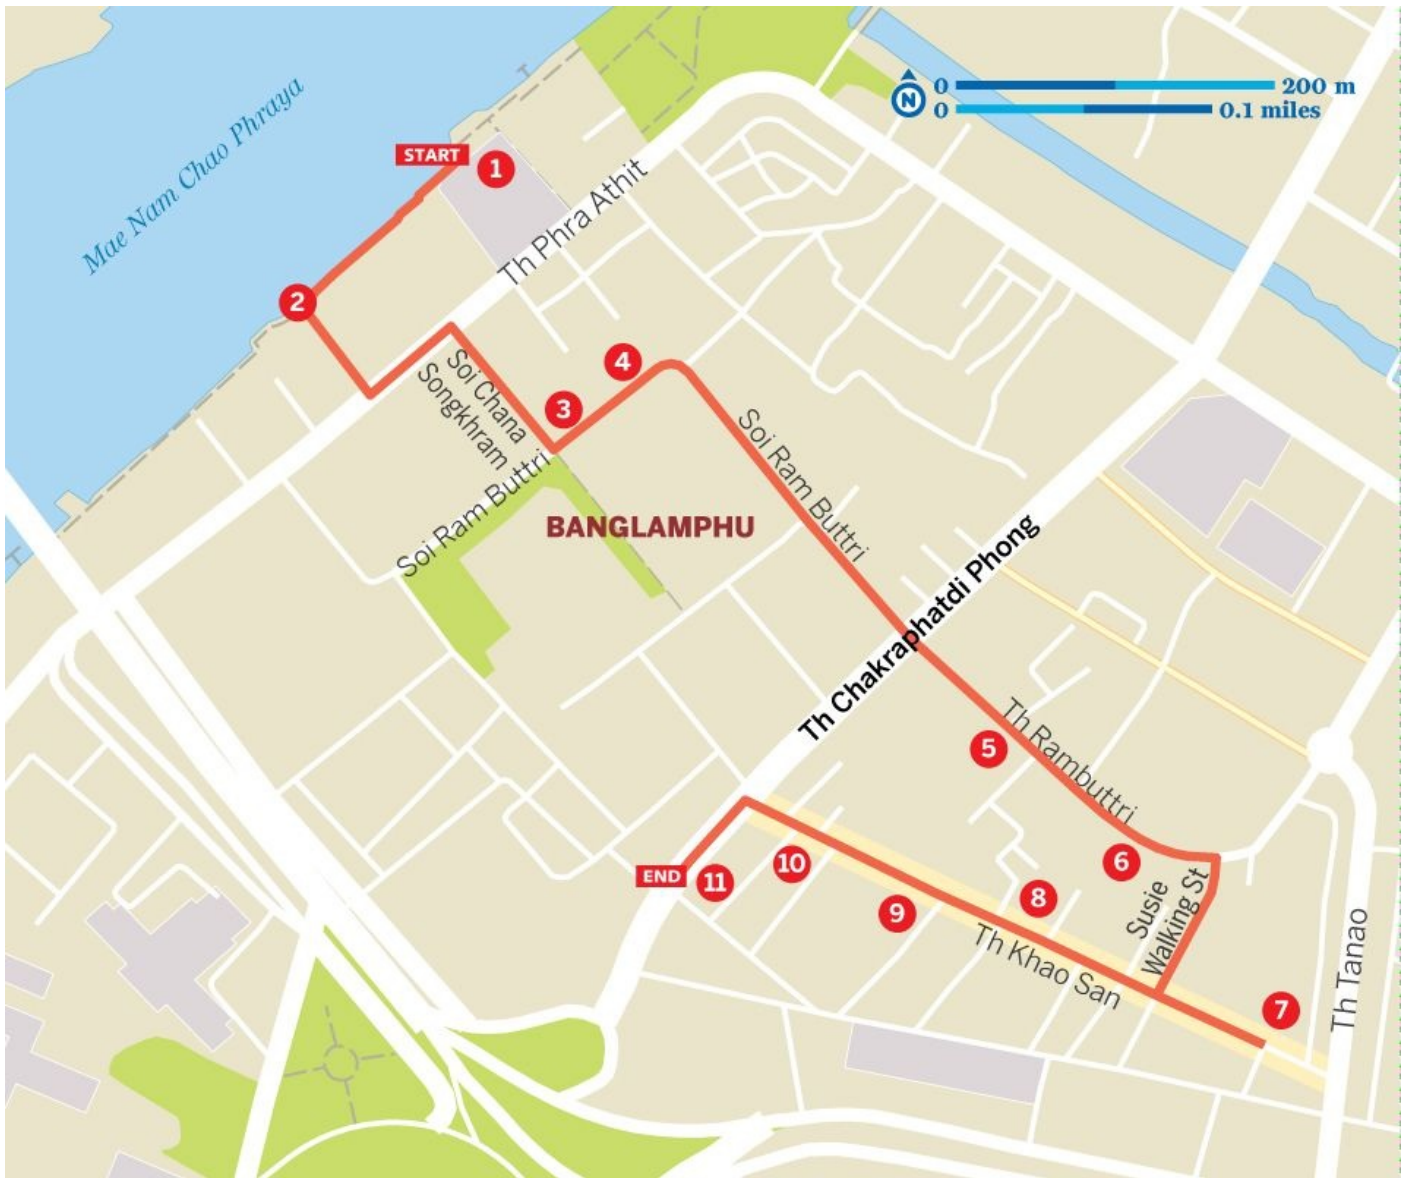 N
0 200 m
0 0.1 miles
Mae Nam Chao Phraya
START
1
Th Phra Athit
2
Soi Chana
Songkhram
4
3
Soi Ram Buttri
Soi Ram Buttri
BANGLAMPHU
Th Chakraphatdi Phong
5
Th Rambuttri
6
Susie
Walking St
END
11
10
9
8
Th Khao San
7
Th Tanao